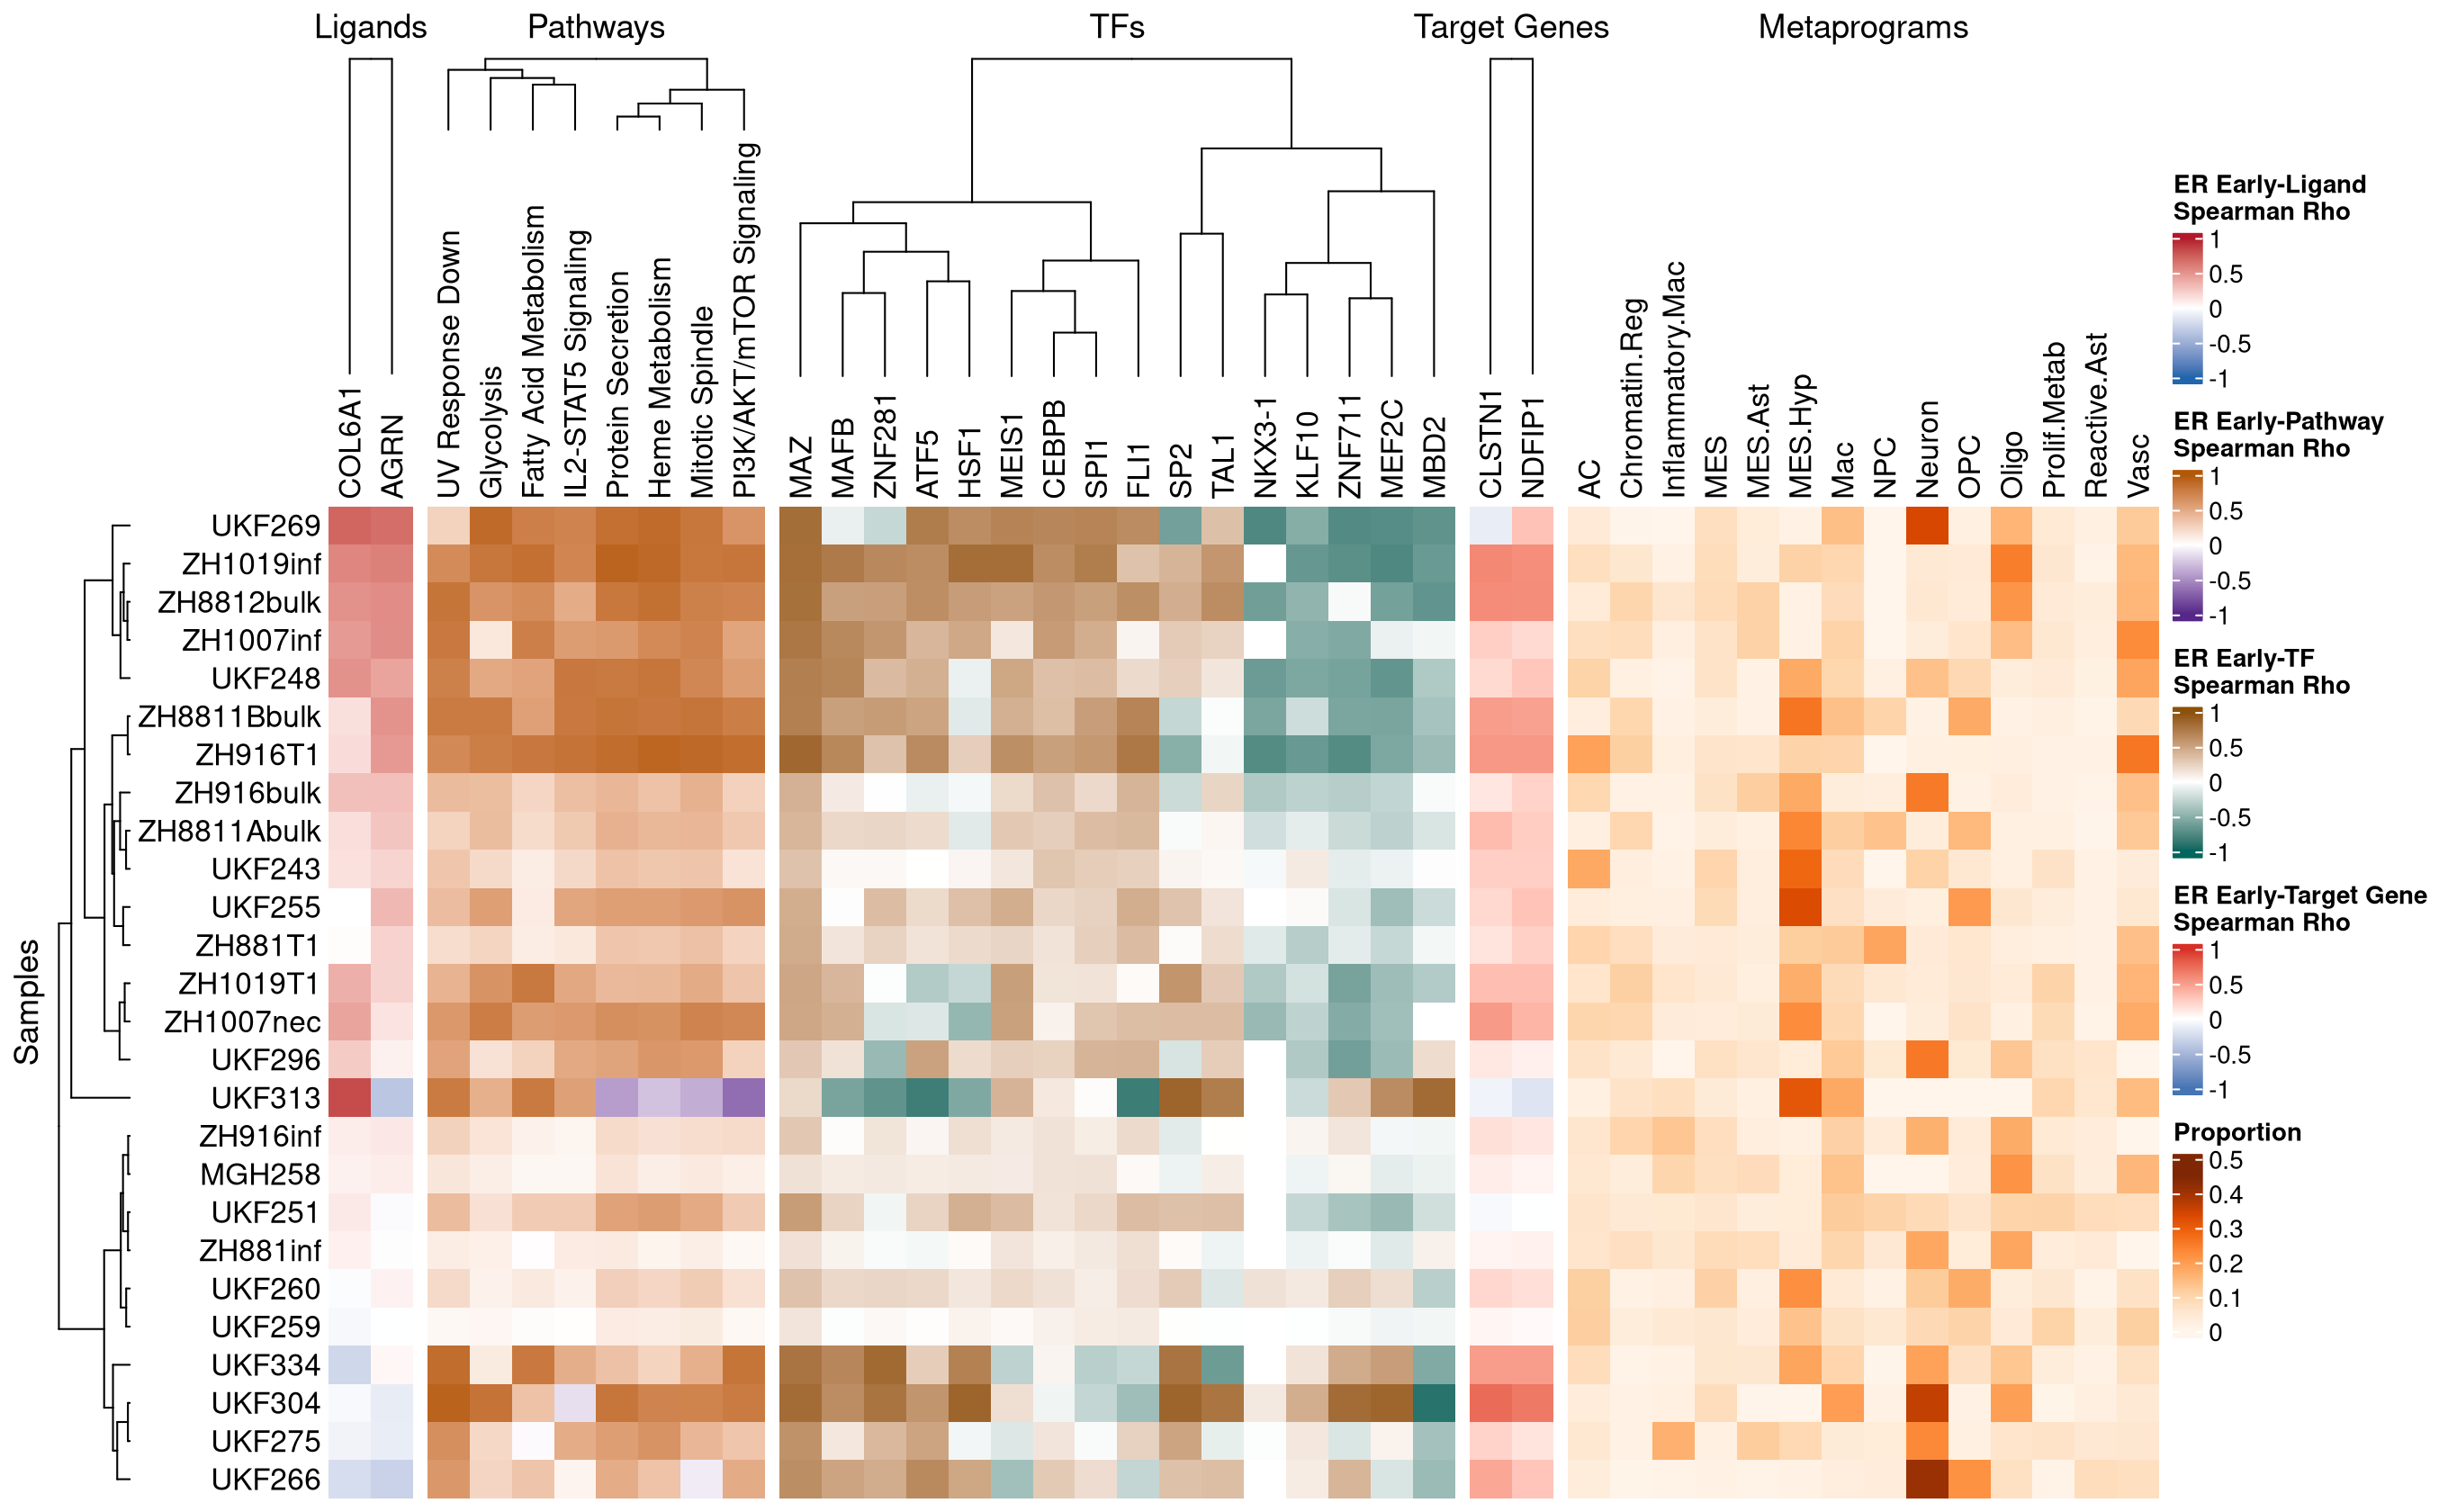 Ligands
Pathways
TFs
Target Genes
Metaprograms
COL6A1
AGRN
UV Response Down
Glycolysis
Fatty Acid Metabolism
IL2-STAT5 Signaling
Protein Secretion
Heme Metabolism
Mitotic Spindle
PI3K/AKT/mTOR Signaling
MAZ
MAFB
ZNF281
ATF5
HSF1
MEIS1
CEBPB
SPI1
FLI1
SP2
TAL1
NKX3-1
KLF10
ZNF711
MEF2C
MBD2
CLSTN1
NDFIP1
AC
Chromatin.Reg
Inflammatory.Mac
MES
MES.Ast
MES.Hyp
Mac
NPC
Neuron
OPC
Oligo
Prolif.Metab
Reactive.Ast
Vasc
Samples
UKF269
ZH1019inf
ZH8812bulk
ZH1007inf
UKF248
ZH8811Bbulk
ZH916T1
ZH916bulk
ZH8811Abulk
UKF243
UKF255
ZH881T1
ZH1019T1
ZH1007nec
UKF296
UKF313
ZH916inf
MGH258
UKF251
ZH881inf
UKF260
UKF259
UKF334
UKF304
UKF275
UKF266
ER Early-Ligand
Spearman Rho
1
0.5
0
-0.5
-1
ER Early-Pathway
Spearman Rho
1
0.5
0
-0.5
-1
ER Early-TF
Spearman Rho
1
0.5
0
-0.5
-1
ER Early-Target Gene
Spearman Rho
1
0.5
0
-0.5
-1
Proportion
0.5
0.4
0.3
0.2
0.1
0